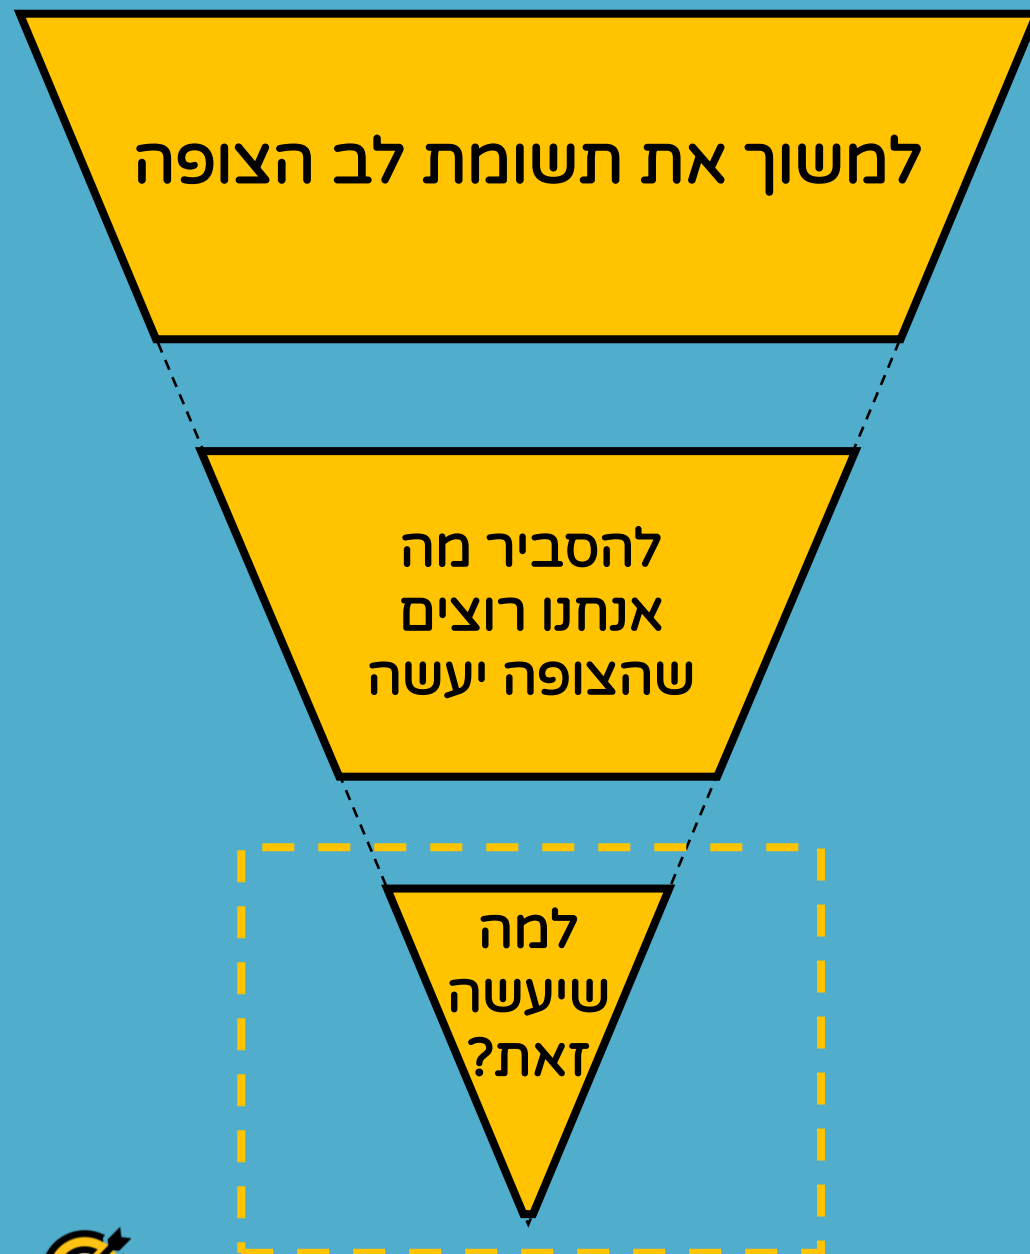 למשוך את תשומת לב הצופה
להסביר מה
אנחנו רוצים
שהצופה יעשה
למה
שיעשה
זאת?